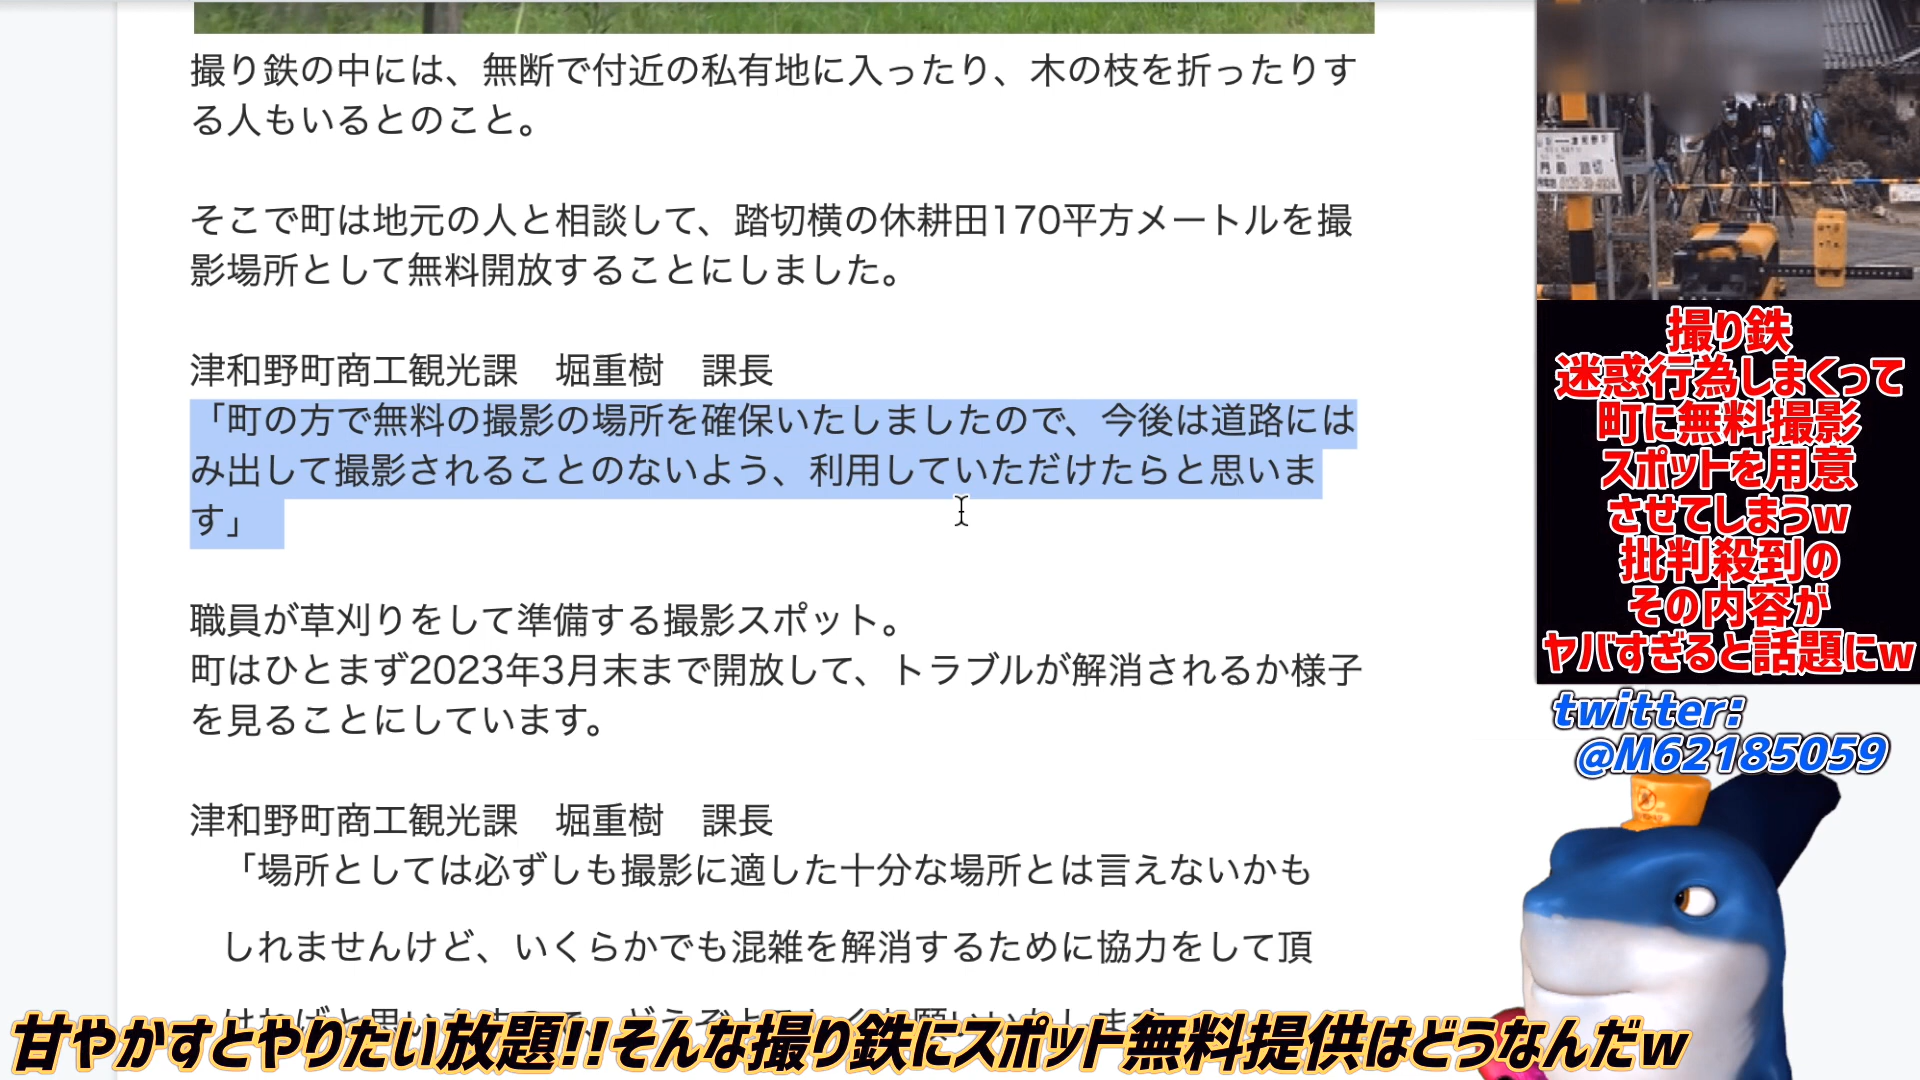 撮り鉄の中には、無断で付近の私有地に入ったり、木の枝を折ったりす
る人もいるとのこと。
そこで町は地元の人と相談して、踏切横の休耕田170平方メートルを撮
影場所として無料開放することにしました。
津和野町商工観光課　堀重樹　課長
「町の方で無料の撮影の場所を確保いたしましたので、今後は道路には
み出して撮影されることのないよう、利用していただけたらと思いま
す」
職員が草刈りをして準備する撮影スポット。
町はひとまず2023年3月末まで開放して、トラブルが解消されるか様子
を見ることにしています。
津和野町商工観光課　堀重樹　課長
「場所としては必ずしも撮影に適した十分な場所とは言えないかも
しれませんけど、いくらかでも混雑を解消するために協力をして頂
甘やかすとやりたい放題!!そんな撮り鉄にスポット無料提供はどうなんだw
撮り鉄
迷惑行為しまくって
町に無料撮影
スポットを用意
させてしまうw
批判殺到の
その内容が
ヤバすぎると話題にw
twitter:
@M62185059